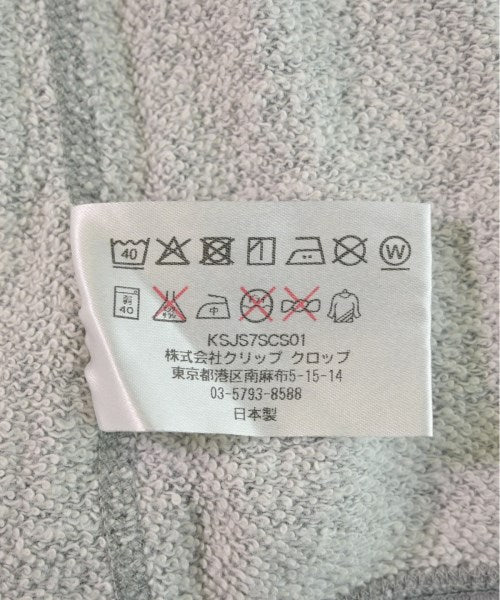 40 W
弱 40 中
KSJS7SCS01
株式会社クリップ クロップ
東京都港区南麻布5-15-14
03-5793-8588
日本製